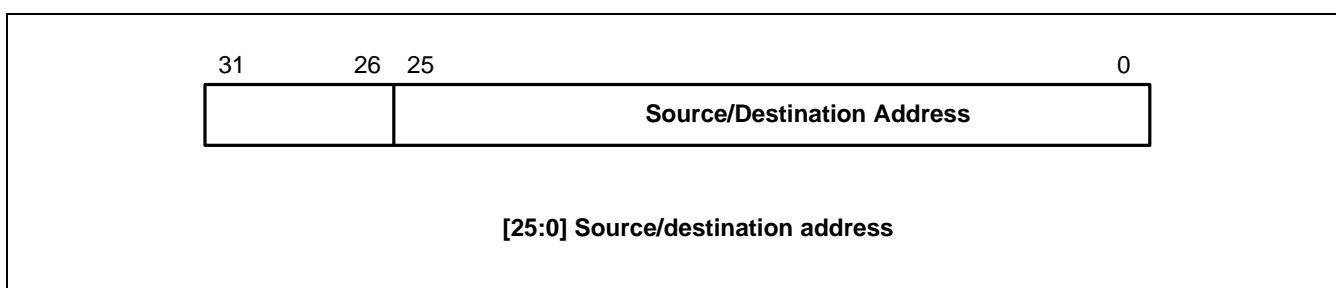 31 26 25 0
Source/Destination Address
[25:0] Source/destination address